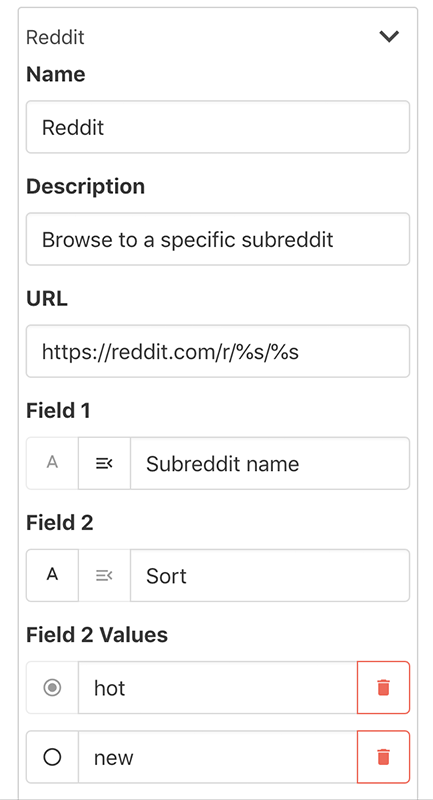 Reddit
Name
Reddit
Description
Browse to a specific subreddit
URL
https://reddit.com/r/%s/%s
Field 1
A Subreddit name
Field 2
A Sort
Field 2 Values
hot
new